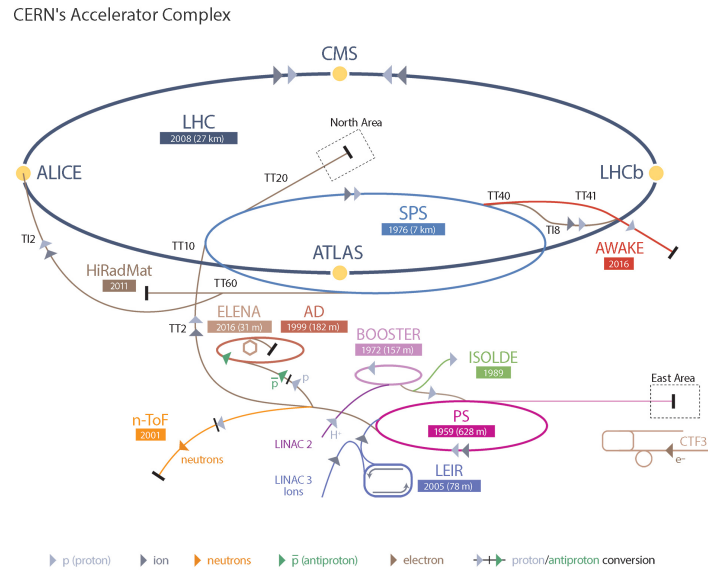 CERN's Accelerator Complex
CMS
LHC
2008 (27 km)
North Area
ALICE
LHCb
TT20
TT40
TT41
SPS
1976 (7 km)
TI2
TT10
TI8
ATLAS
AWAKE
2016
HiRadMat
2011
TT60
ELENA
2016 (31 m)
AD
1999 (182 m)
TT2
BOOSTER
1972 (157 m)
ISOLDE
1989
p̅
p
East Area
n-ToF
2001
PS
1959 (628 m)
H⁻
LINAC 2
neutrons
CTF3
e⁻
LINAC 3
Ions
LEIR
2005 (78 m)
p (proton)
ion
neutrons
p̅ (antiproton)
electron
proton/antiproton conversion